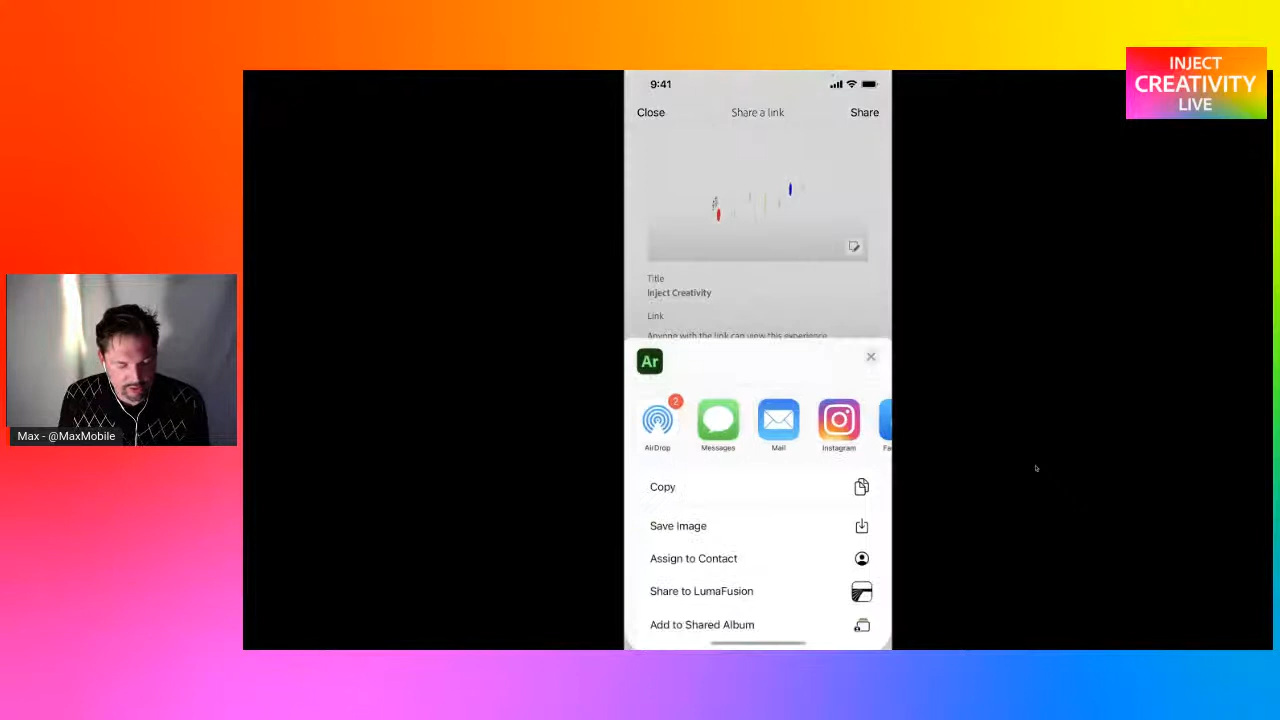 INJECT
CREATIVITY
LIVE
9:41
Close
Share a link
Share
Title
Inject Creativity
Link
Anyone with the link can view this experience
Ar
2
AirDrop
Messages
Mail
Instagram
Fa
Copy
Save Image
Assign to Contact
Share to LumaFusion
Add to Shared Album
Max - @MaxMobile